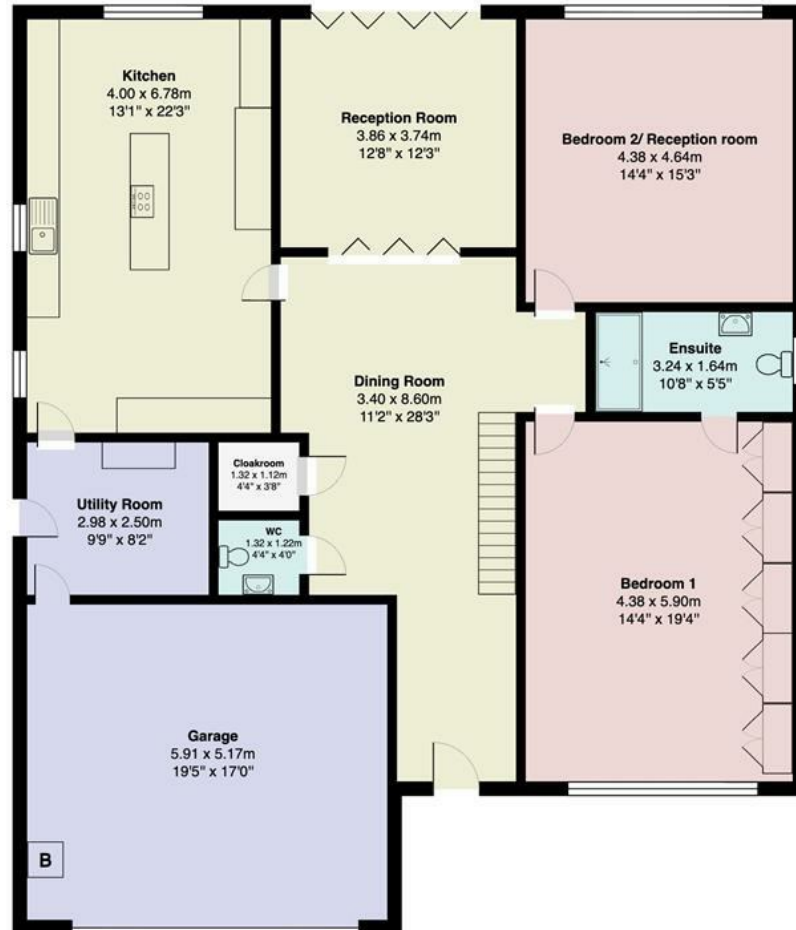 Kitchen
4.00 x 6.78m
13'1" x 22'3"
Reception Room
3.86 x 3.74m
12'8" x 12'3"
Bedroom 2/ Reception room
4.38 x 4.64m
14'4" x 15'3"
Ensuite
3.24 x 1.64m
10'8" x 5'5"
Dining Room
3.40 x 8.60m
11'2" x 28'3"
Cloakroom
1.32 x 1.12m
4'4" x 3'8"
Utility Room
2.98 x 2.50m
9'9" x 8'2"
WC
1.32 x 1.22m
4'4" x 4'0"
Bedroom 1
4.38 x 5.90m
14'4" x 19'4"
Garage
5.91 x 5.17m
19'5" x 17'0"
B